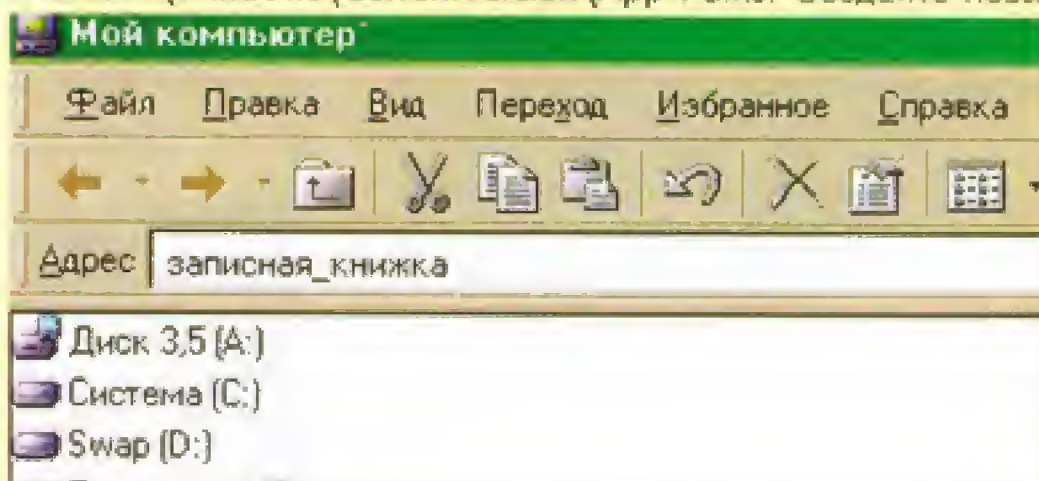 Мой компьютер
Файл Правка Вид Переход Избранное Справка
Адрес записная_книжка
Диск 3,5 (A:)
Система (C:)
Swap (D:)